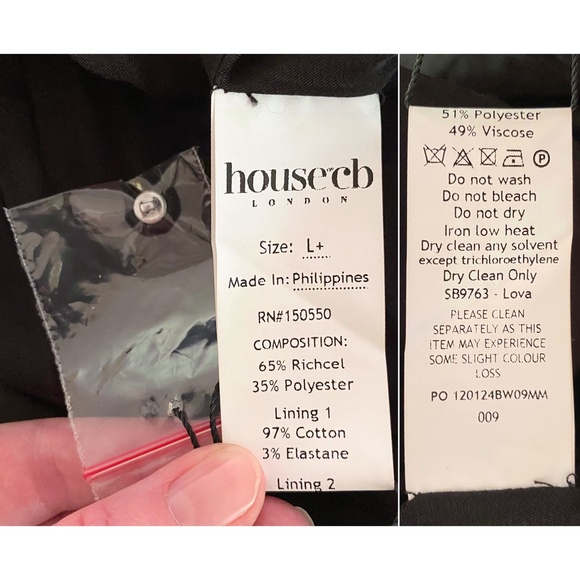 house of cb
LONDON
Size: L+
Made In: Philippines
RN#150550
COMPOSITION:
65% Richcel
35% Polyester
Lining 1
97% Cotton
3% Elastane
Lining 2
51% Polyester
49% Viscose
P
Do not wash
Do not bleach
Do not dry
Iron low heat
Dry clean any solvent
except trichloroethylene
Dry Clean Only
SB9763 - Lova
PLEASE CLEAN
SEPARATELY AS THIS
ITEM MAY EXPERIENCE
SOME SLIGHT COLOUR
LOSS
PO 120124BW09MM
009